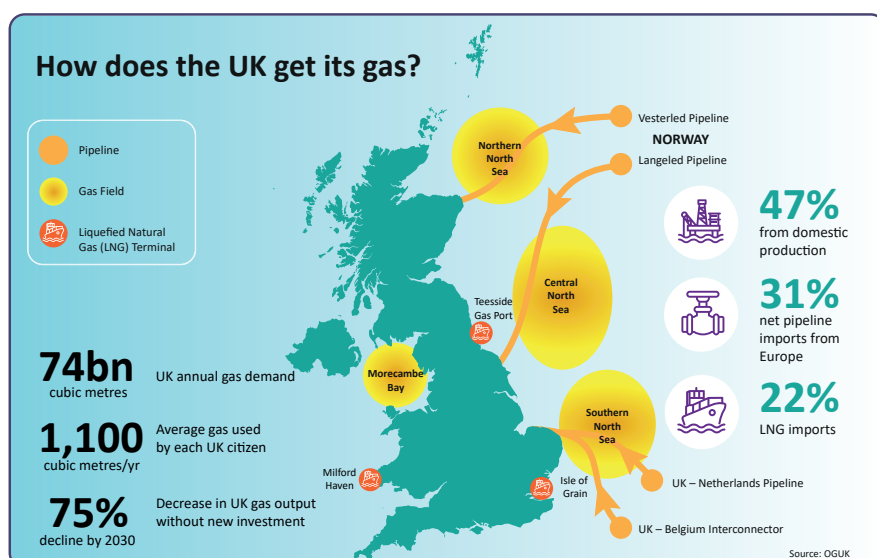 How does the UK get its gas?
Pipeline
Gas Field
Liquefied Natural
Gas (LNG) Terminal
Northern
North
Sea
Vesterled Pipeline
NORWAY
Langeled Pipeline
Central
North
Sea
Teesside
Gas Port
Morecambe
Bay
Southern
North
Sea
Milford
Haven
Isle of
Grain
UK – Netherlands Pipeline
UK – Belgium Interconnector
74bn
cubic metres
UK annual gas demand
1,100
cubic metres/yr
Average gas used
by each UK citizen
75%
decline by 2030
Decrease in UK gas output
without new investment
47%
from domestic
production
31%
net pipeline
imports from
Europe
22%
LNG imports
Source: OGUK